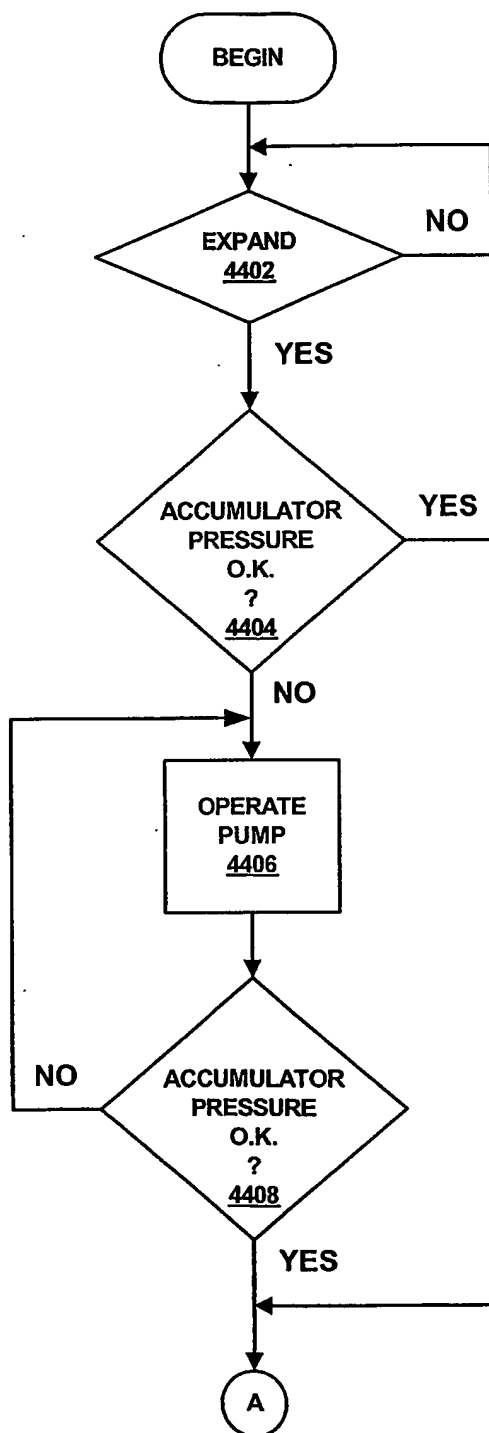 BEGIN
NO
EXPAND
4402
YES
ACCUMULATOR
PRESSURE
O.K.
?
4404
YES
NO
OPERATE
PUMP
4406
NO
ACCUMULATOR
PRESSURE
O.K.
?
4408
YES
A